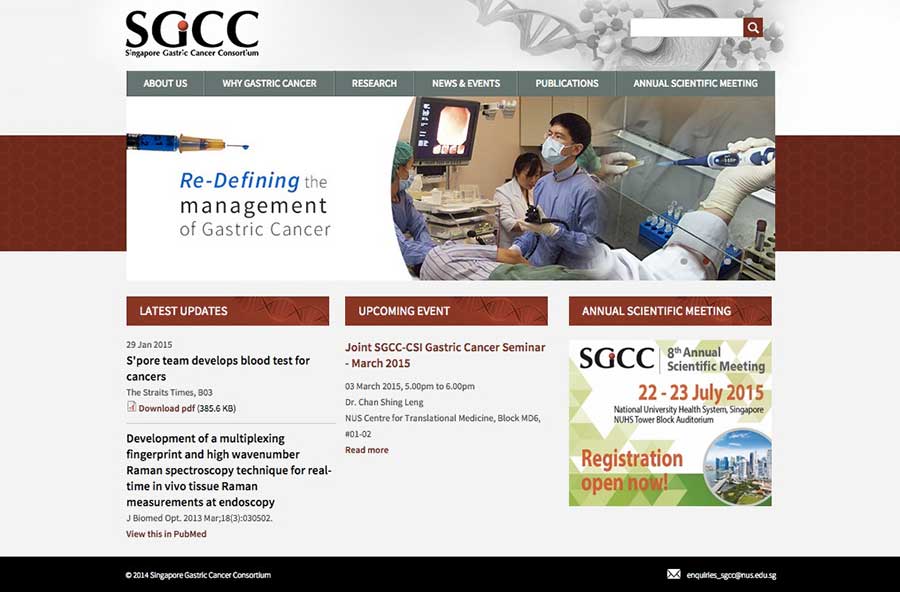 SGCC
Singapore Gastric Cancer Consortium
ABOUT US
WHY GASTRIC CANCER
RESEARCH
NEWS & EVENTS
PUBLICATIONS
ANNUAL SCIENTIFIC MEETING
Re-Defining the
management
of Gastric Cancer
LATEST UPDATES
29 Jan 2015
S'pore team develops blood test for
cancers
The Straits Times, B03
Download pdf (385.6 KB)
Development of a multiplexing
fingerprint and high wavenumber
Raman spectroscopy technique for real-
time in vivo tissue Raman
measurements at endoscopy
J Biomed Opt. 2013 Mar;18(3):030502.
View this in PubMed
UPCOMING EVENT
Joint SGCC-CSI Gastric Cancer Seminar
- March 2015
03 March 2015, 5.00pm to 6.00pm
Dr. Chan Shing Leng
NUS Centre for Translational Medicine, Block MD6,
#01-02
Read more
ANNUAL SCIENTIFIC MEETING
SGCC 8th Annual
Scientific Meeting
22 - 23 July 2015
National University Health System, Singapore
NUHS Tower Block Auditorium
Registration
open now!
© 2014 Singapore Gastric Cancer Consortium
enquiries_sgcc@nus.edu.sg